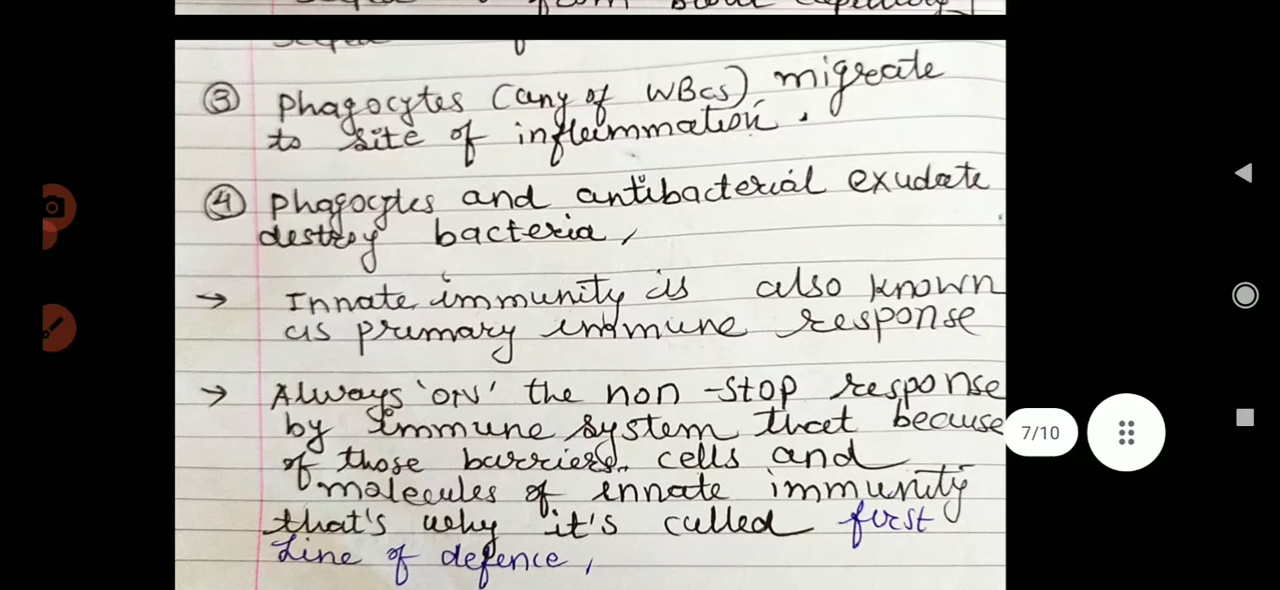 ③ Phagocytes (any of WBCs) migrate
to site of inflammation.
④ Phagocytes and antibacterial exudate
destroy bacteria,
→ Innate immunity is also known
as primary immune response
→ Always 'ON' the non-stop response
by immune system that because
of those barriers, cells and
molecules of innate immunity
that's why it's called first
line of defence,
7/10